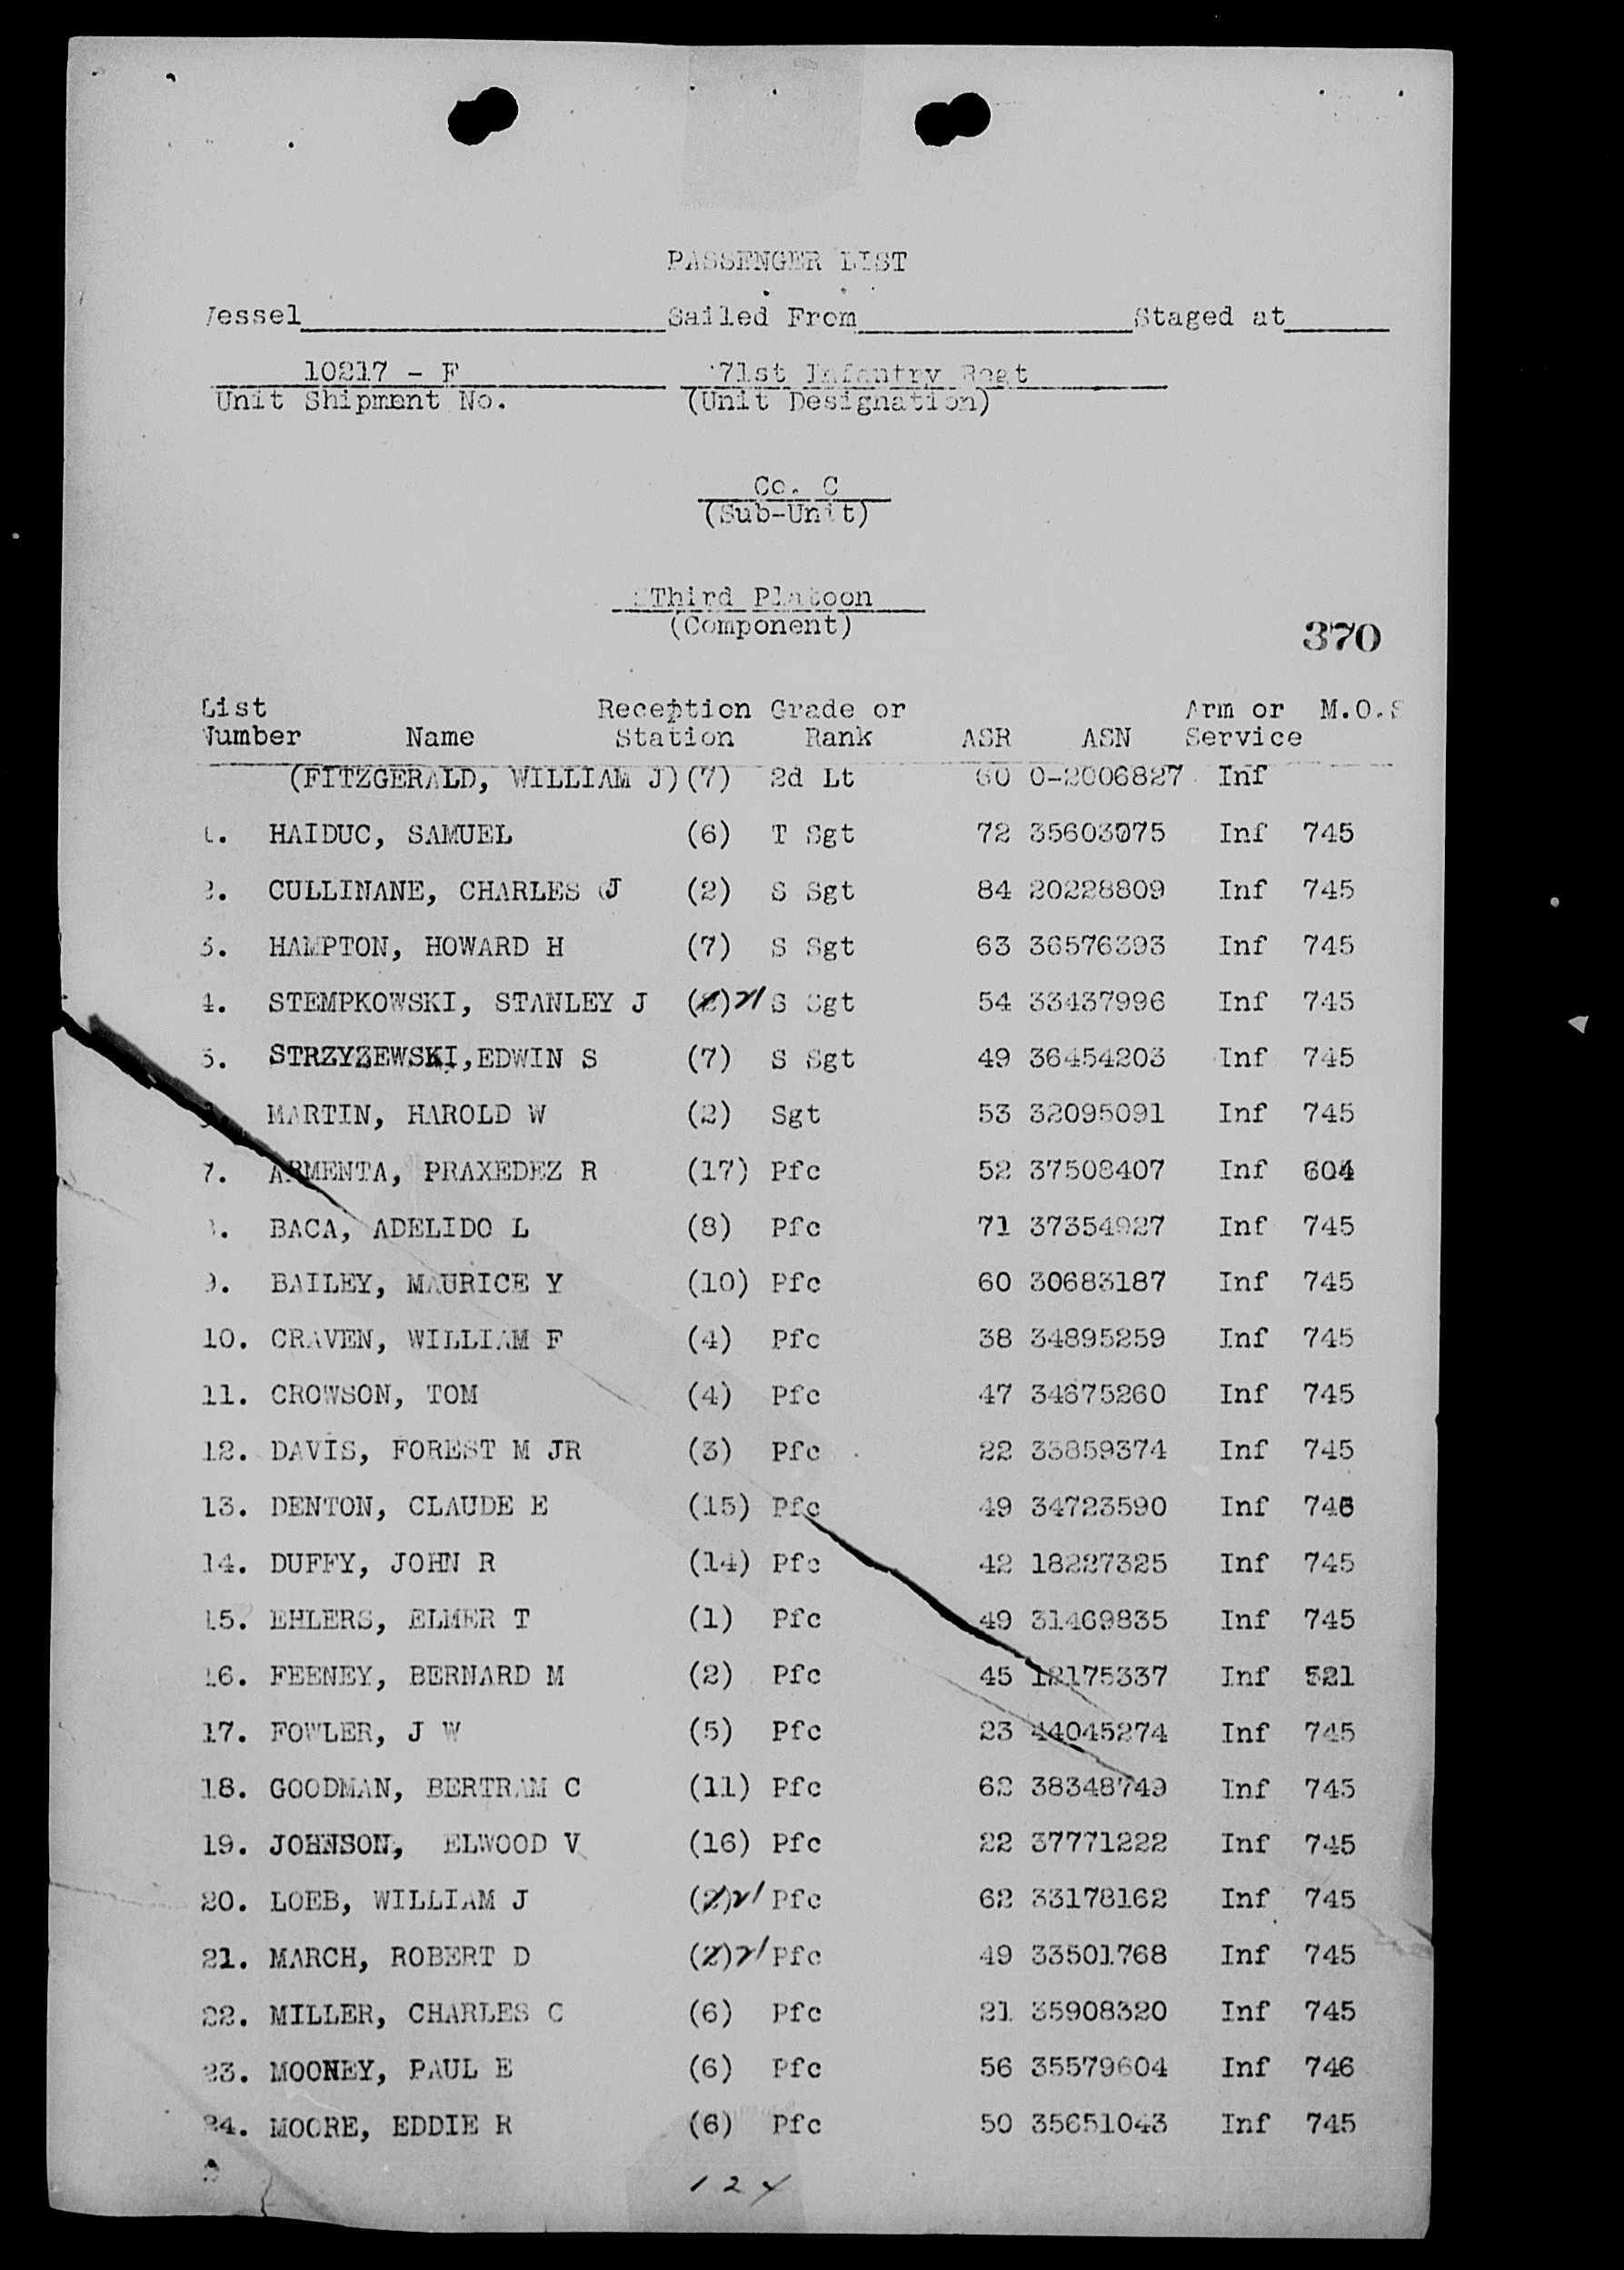 PASSENGER LIST
Vessel Sailed From Staged at
10217 - F 71st Infantry Regt
Unit Shipment No. (Unit Designation)
Co. C
(Sub-Unit)
Third Platoon
(Component)
370
List Reception Grade or Arm or M.O.S
Number Name Station Rank ASR ASN Service
(FITZGERALD, WILLIAM J) (7) 2d Lt 60 0-2006827 Inf
1. HAIDUC, SAMUEL (6) T Sgt 72 35603075 Inf 745
2. CULLINANE, CHARLES J (2) S Sgt 84 20228809 Inf 745
3. HAMPTON, HOWARD H (7) S Sgt 63 36576393 Inf 745
4. STEMPKOWSKI, STANLEY J S Sgt 54 33437996 Inf 745
5. STRZYZEWSKI, EDWIN S (7) S Sgt 49 36454203 Inf 745
MARTIN, HAROLD W (2) Sgt 53 32095091 Inf 745
7. ARMENTA, PRAXEDEZ R (17) Pfc 52 37508407 Inf 604
8. BACA, ADELIDO L (8) Pfc 71 37354927 Inf 745
9. BAILEY, MAURICE Y (10) Pfc 60 30683187 Inf 745
10. CRAVEN, WILLIAM F (4) Pfc 38 34895259 Inf 745
11. CROWSON, TOM (4) Pfc 47 34675260 Inf 745
12. DAVIS, FOREST M JR (3) Pfc 22 33859374 Inf 745
13. DENTON, CLAUDE E (15) Pfc 49 34723590 Inf 746
14. DUFFY, JOHN R (14) Pfc 42 18227325 Inf 745
15. EHLERS, ELMER T (1) Pfc 49 31469835 Inf 745
16. FEENEY, BERNARD M (2) Pfc 45 12175337 Inf 521
17. FOWLER, J W (5) Pfc 23 44045274 Inf 745
18. GOODMAN, BERTRAM C (11) Pfc 62 38348749 Inf 745
19. JOHNSON, ELWOOD V (16) Pfc 22 37771222 Inf 745
20. LOEB, WILLIAM J (2) Pfc 62 33178162 Inf 745
21. MARCH, ROBERT D (2) Pfc 49 33501768 Inf 745
22. MILLER, CHARLES C (6) Pfc 21 35908320 Inf 745
23. MOONEY, PAUL E (6) Pfc 56 35579604 Inf 746
24. MOORE, EDDIE R (6) Pfc 50 35651043 Inf 745
124